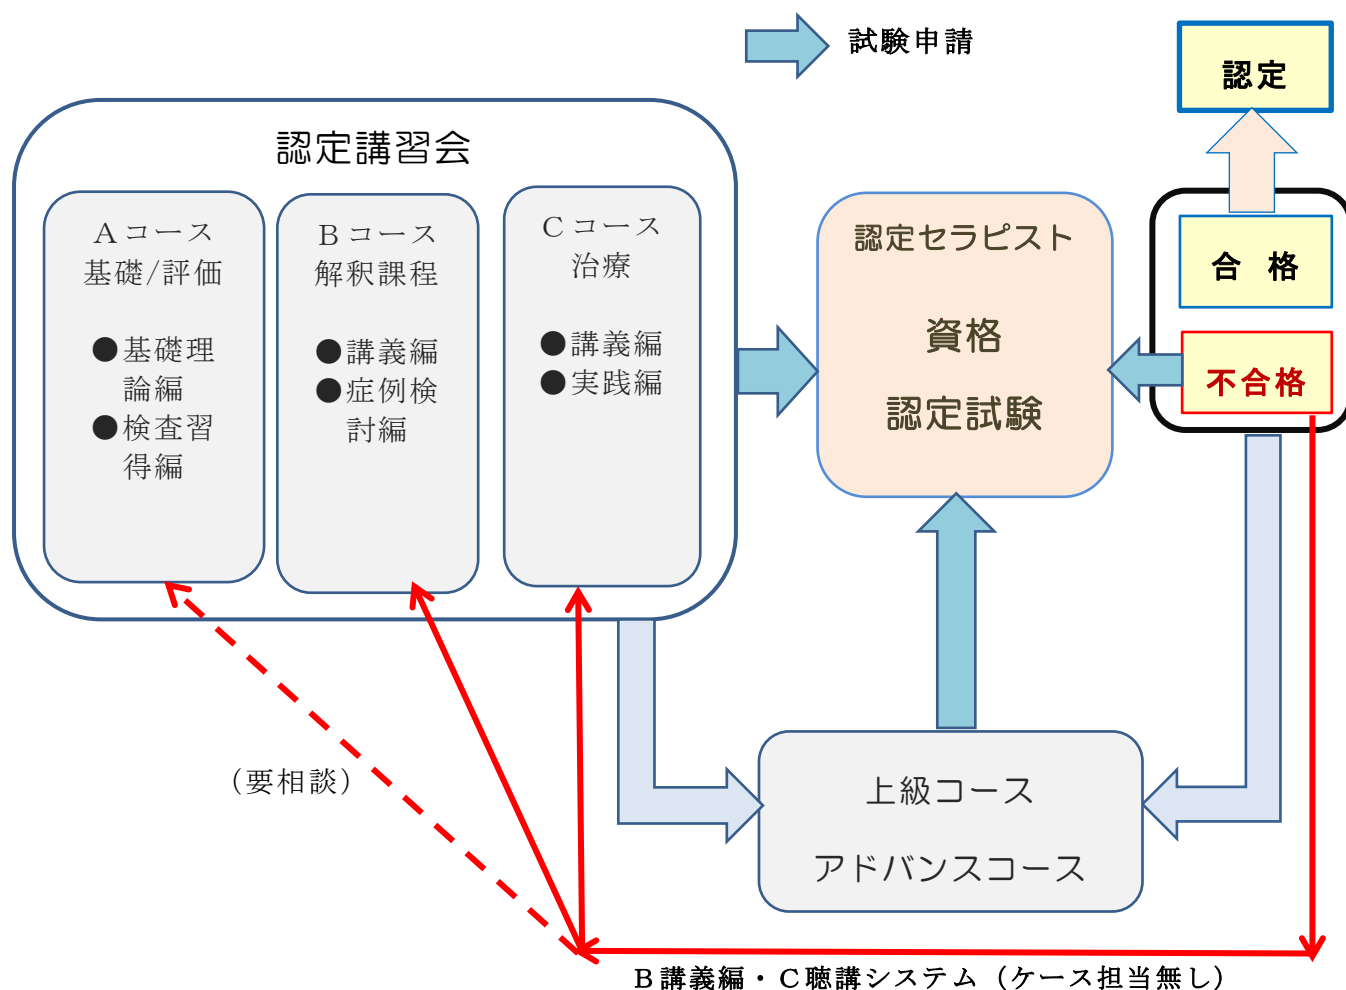 試験申請
認定
認定講習会
Aコース
基礎/評価
●基礎理
論編
●検査習
得編
Bコース
解釈課程
●講義編
●症例検
討編
Cコース
治療
●講義編
●実践編
認定セラピスト
資格
認定試験
合 格
不合格
(要相談)
上級コース
アドバンスコース
B講義編・C聴講システム（ケース担当無し）